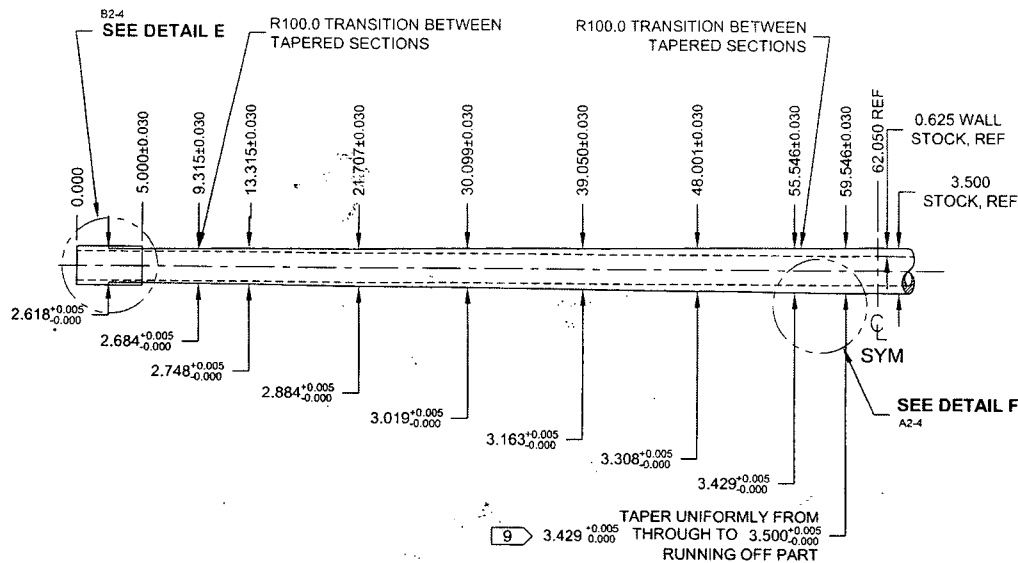 B2-4
SEE DETAIL E
R100.0 TRANSITION BETWEEN
TAPERED SECTIONS
R100.0 TRANSITION BETWEEN
TAPERED SECTIONS
0.000
5.000±0.030
9.315±0.030
13.315±0.030
21.707±0.030
30.099±0.030
39.050±0.030
48.001±0.030
55.546±0.030
59.546±0.030
62.050 REF
0.625 WALL
STOCK, REF
3.500
STOCK, REF
2.618 +0.005 -0.000
2.684 +0.005 -0.000
2.748 +0.005 -0.000
2.884 +0.005 -0.000
3.019 +0.005 -0.000
3.163 +0.005 -0.000
3.308 +0.005 -0.000
3.429 +0.005 -0.000
CL
SYM
SEE DETAIL F
A2-4
TAPER UNIFORMLY FROM
9 3.429 +0.005 0.000 THROUGH TO 3.500 +0.005 -0.000
RUNNING OFF PART